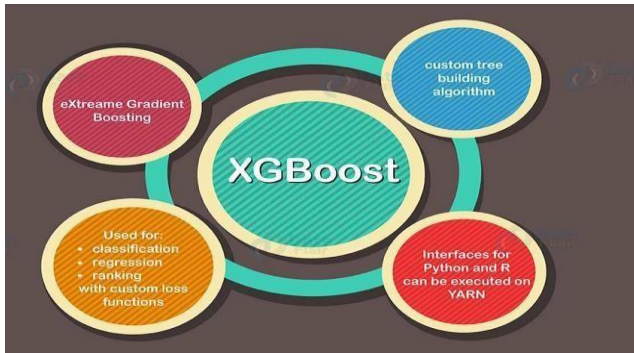 eXtreame Gradient
Boosting
custom tree
building
algorithm
XGBoost
Used for:
• classification
• regression
• ranking
with custom loss
functions
Interfaces for
Python and R
can be executed on
YARN